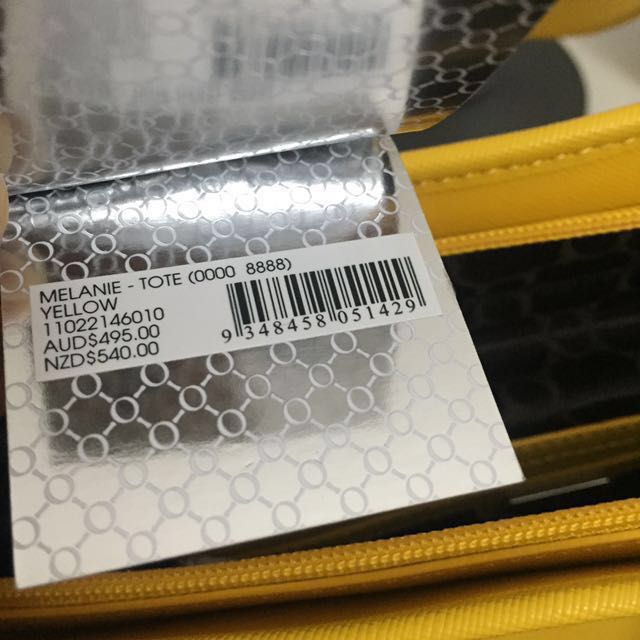 MELANIE - TOTE (0000 8888)
YELLOW
11022146010
AUD$495.00
NZD$540.00
9 348458 051429